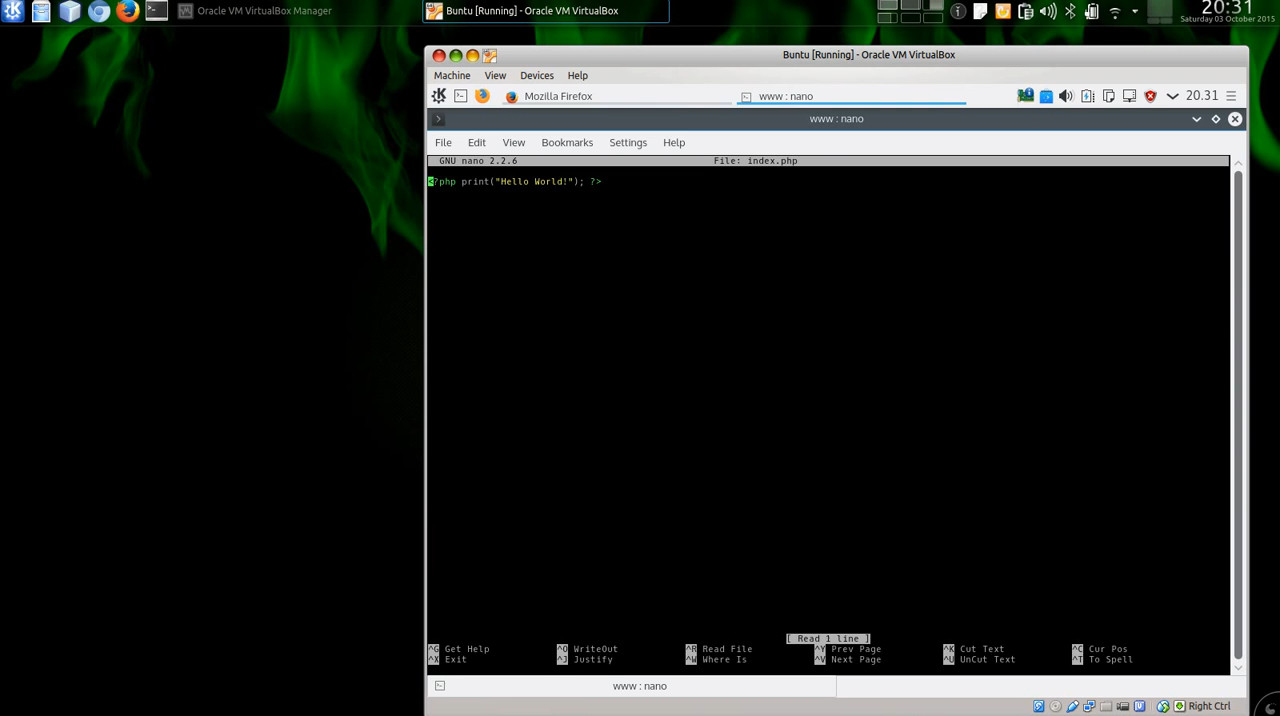 Oracle VM VirtualBox Manager
Buntu [Running] - Oracle VM VirtualBox
20:31
Saturday 03 October 2015
Buntu [Running] - Oracle VM VirtualBox
Machine View Devices Help
Mozilla Firefox
www : nano
20.31
www : nano
File Edit View Bookmarks Settings Help
GNU nano 2.2.6 File: index.php
<?php print("Hello World!"); ?>
[ Read 1 line ]
^G Get Help ^O WriteOut ^R Read File ^Y Prev Page ^K Cut Text ^C Cur Pos
^X Exit ^J Justify ^W Where Is ^V Next Page ^U UnCut Text ^T To Spell
www : nano
Right Ctrl